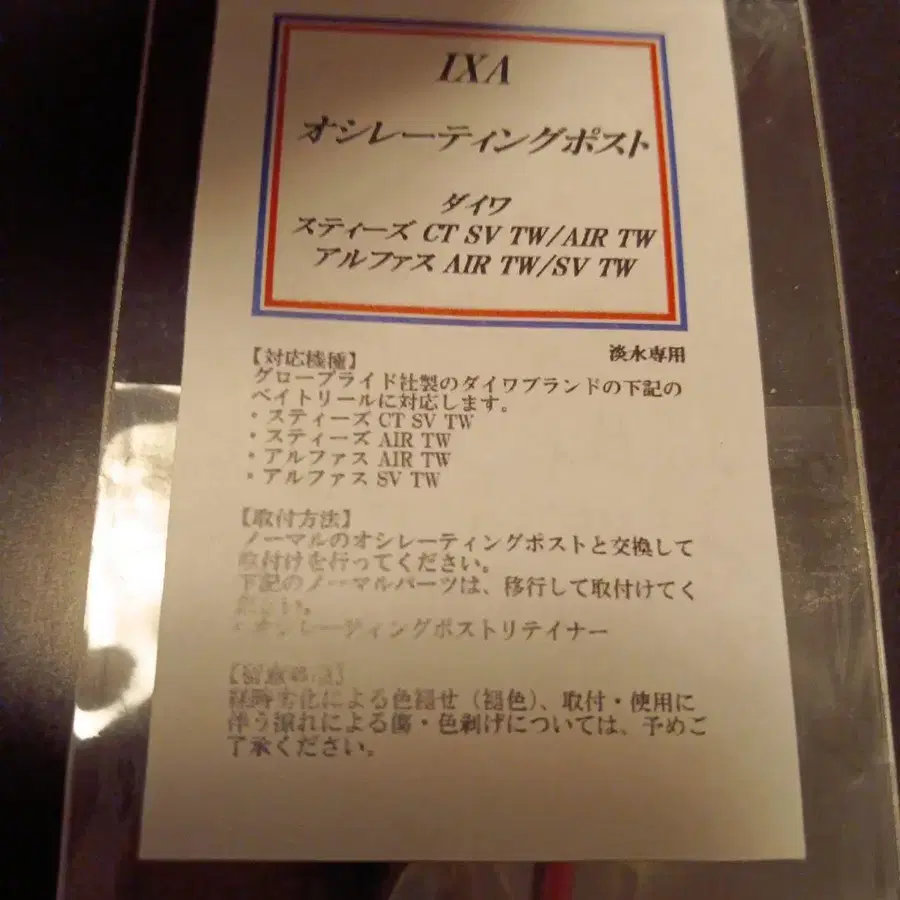 IXA
オシレーティングポスト
ダイワ
スティーズ CT SV TW/AIR TW
アルファス AIR TW/SV TW
淡水専用
【対応機種】
グローブライド社製のダイワブランドの下記の
ベイトリールに対応します。
・スティーズ CT SV TW
・スティーズ AIR TW
・アルファス AIR TW
・アルファス SV TW
【取付方法】
ノーマルのオシレーティングポストと交換して
取付けを行ってください。
下記のノーマルパーツは、移行して取付けてく
ださい。
・オシレーティングポストリテイナー
経時劣化による色褪せ（褪色）、取付・使用に
伴う擦れによる傷・色剥げについては、予めご
了承ください。